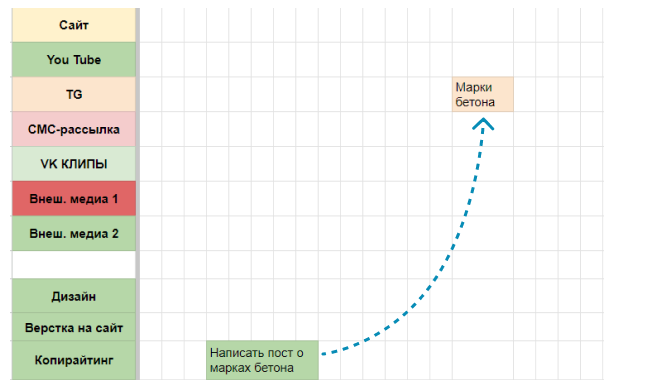 Сайт
You Tube
TG
Марки
бетона
СМС-рассылка
VK КЛИПЫ
Внеш. медиа 1
Внеш. медиа 2
Дизайн
Верстка на сайт
Копирайтинг
Написать пост о
марках бетона